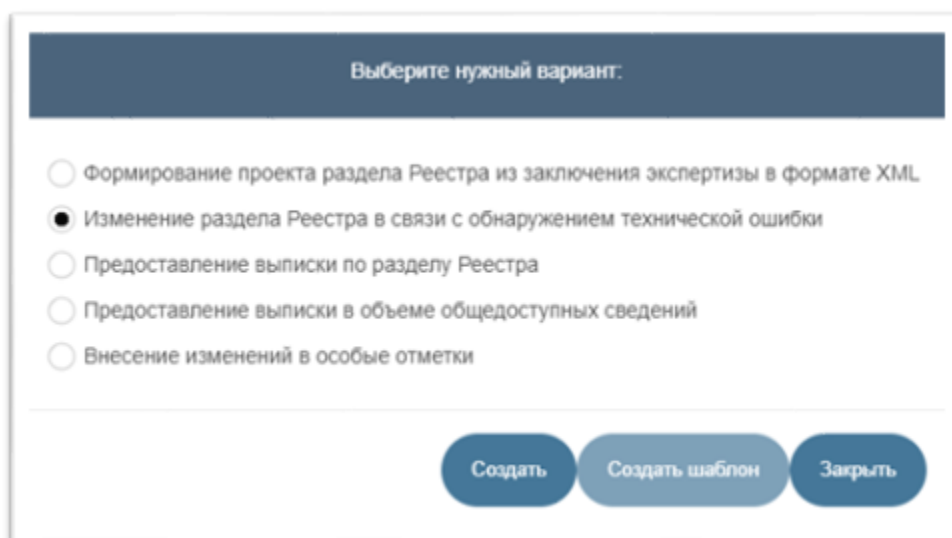 Выберите нужный вариант:
Формирование проекта раздела Реестра из заключения экспертизы в формате XML
Изменение раздела Реестра в связи с обнаружением технической ошибки
Предоставление выписки по разделу Реестра
Предоставление выписки в объеме общедоступных сведений
Внесение изменений в особые отметки
Создать Создать шаблон Закрыть